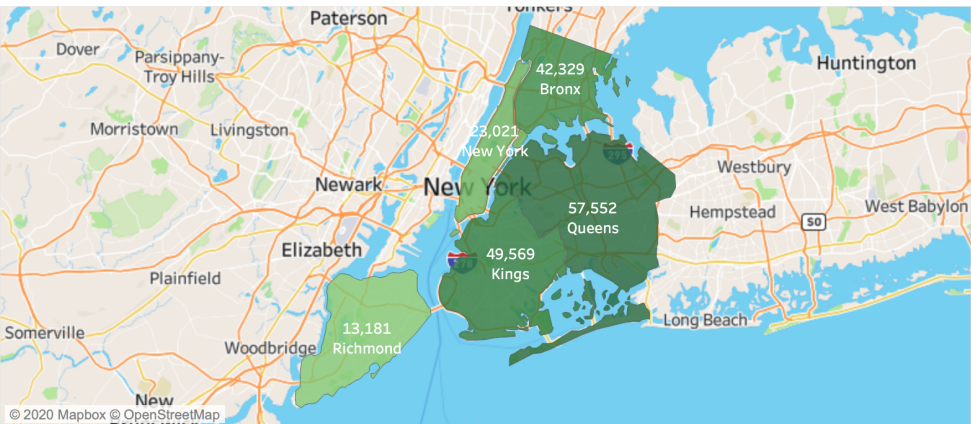 Yonkers
Paterson
Dover
Parsippany-
Troy Hills
Huntington
42,329
Bronx
Morristown
Livingston
23,021
New York
Westbury
Newark
New York
57,552
Queens
Hempstead
SO
West Babylon
Elizabeth
49,569
Kings
278
Plainfield
13,181
Richmond
Long Beach
Somerville
Woodbridge
New
© 2020 Mapbox © OpenStreetMap